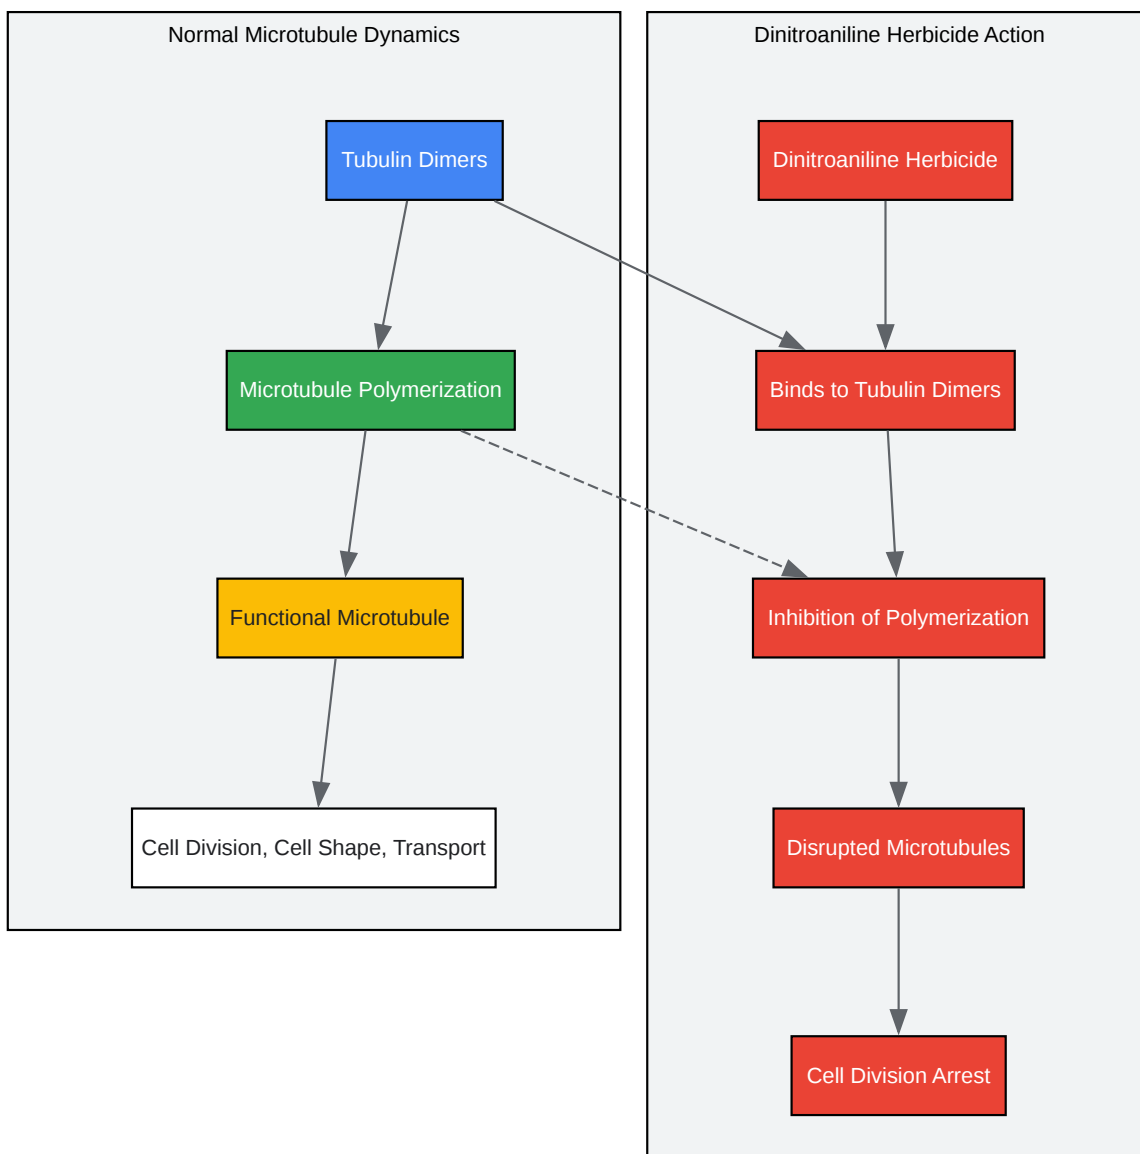 Normal Microtubule Dynamics
Tubulin Dimers
Microtubule Polymerization
Functional Microtubule
Cell Division, Cell Shape, Transport
Dinitroaniline Herbicide Action
Dinitroaniline Herbicide
Binds to Tubulin Dimers
Inhibition of Polymerization
Disrupted Microtubules
Cell Division Arrest